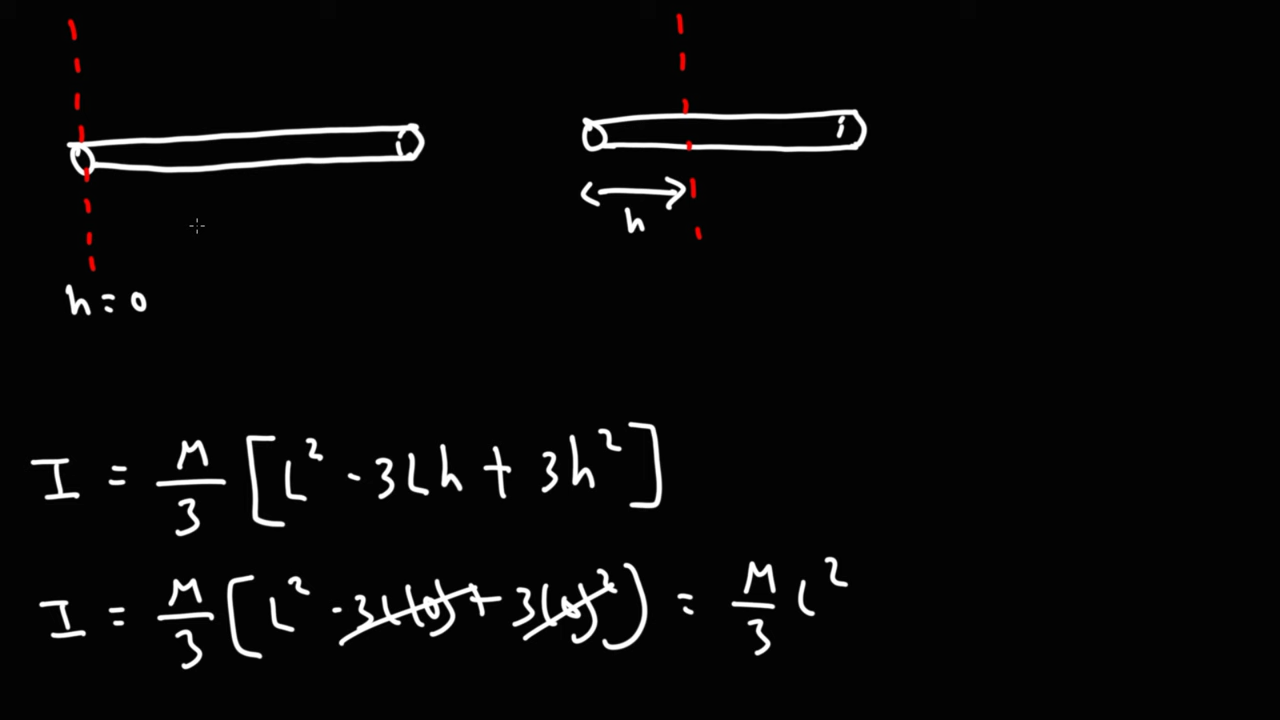 h
h = 0
I = M/3 [L² - 3Lh + 3h²]
I = M/3 (L² - 3L(0) + 3(0)²) = M/3 L²